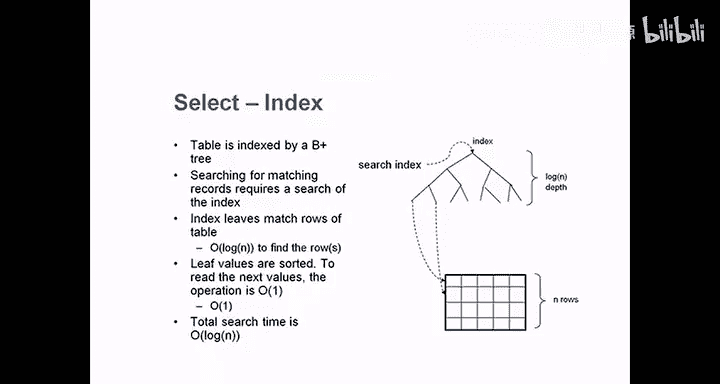 bilibili
Select – Index
• Table is indexed by a B+
tree
• Searching for matching
records requires a search of
the index
• Index leaves match rows of
table
– O(log(n)) to find the row(s)
• Leaf values are sorted. To
read the next values, the
operation is O(1)
– O(1)
• Total search time is
O(log(n))
index
search index
log(n)
depth
n rows